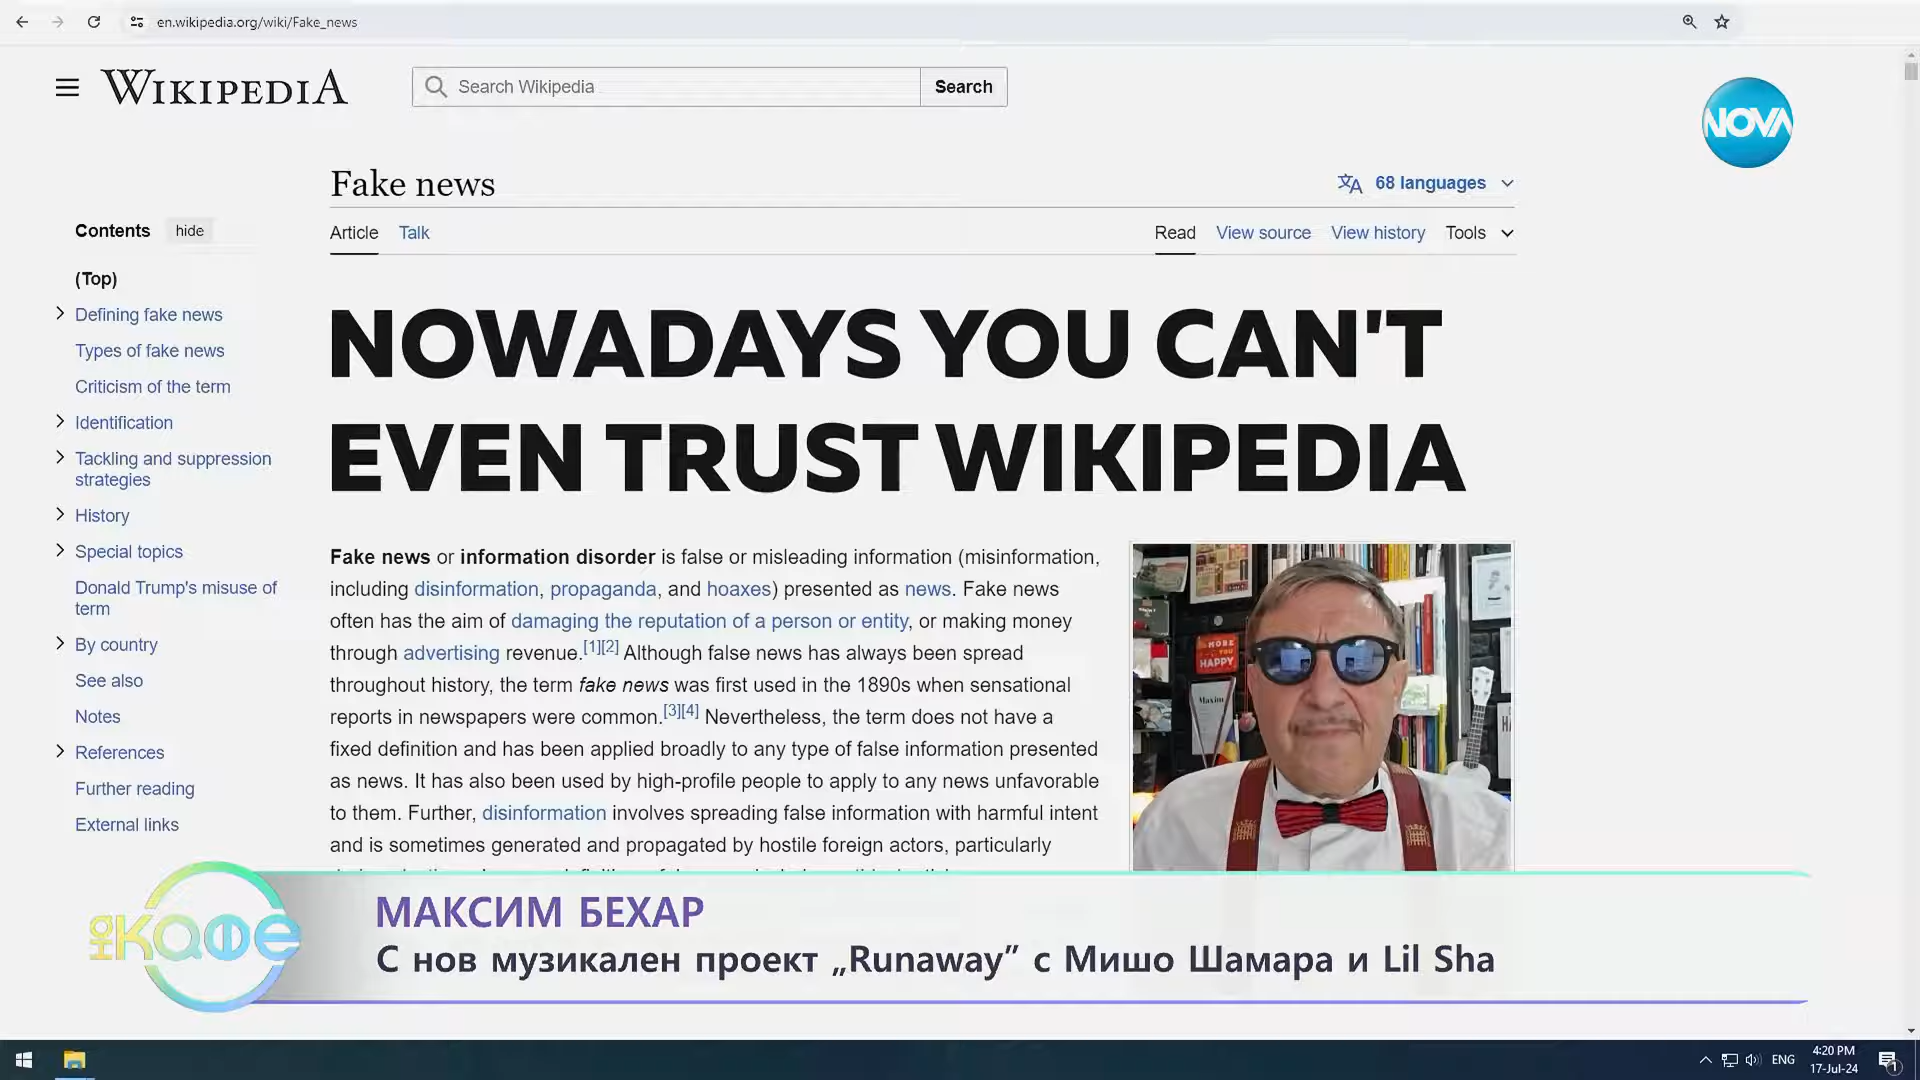 en.wikipedia.org/wiki/Fake_news
WIKIPEDIA
Search Wikipedia
Search
NOVA
Fake news
68 languages
Contents
hide
Article
Talk
Read
View source
View history
Tools
(Top)
Defining fake news
Types of fake news
Criticism of the term
Identification
Tackling and suppression
strategies
History
Special topics
Donald Trump's misuse of
term
By country
See also
Notes
References
Further reading
External links
NOWADAYS YOU CAN'T
EVEN TRUST WIKIPEDIA
Fake news or information disorder is false or misleading information (misinformation,
including disinformation, propaganda, and hoaxes) presented as news. Fake news
often has the aim of damaging the reputation of a person or entity, or making money
through advertising revenue.[1][2] Although false news has always been spread
throughout history, the term fake news was first used in the 1890s when sensational
reports in newspapers were common.[3][4] Nevertheless, the term does not have a
fixed definition and has been applied broadly to any type of false information presented
as news. It has also been used by high-profile people to apply to any news unfavorable
to them. Further, disinformation involves spreading false information with harmful intent
and is sometimes generated and propagated by hostile foreign actors, particularly
MORE
YOU
HAPPY
Maxim
НА КАФЕ
МАКСИМ БЕХАР
С нов музикален проект „Runaway” с Мишо Шамара и Lil Sha
ENG
4:20 PM
17-Jul-24
1